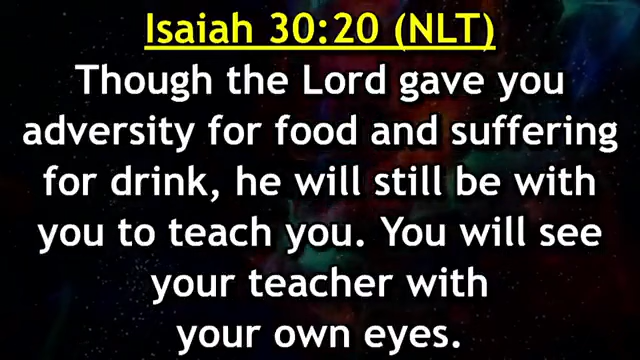 Isaiah 30:20 (NLT)
Though the Lord gave you
adversity for food and suffering
for drink, he will still be with
you to teach you. You will see
your teacher with
your own eyes.